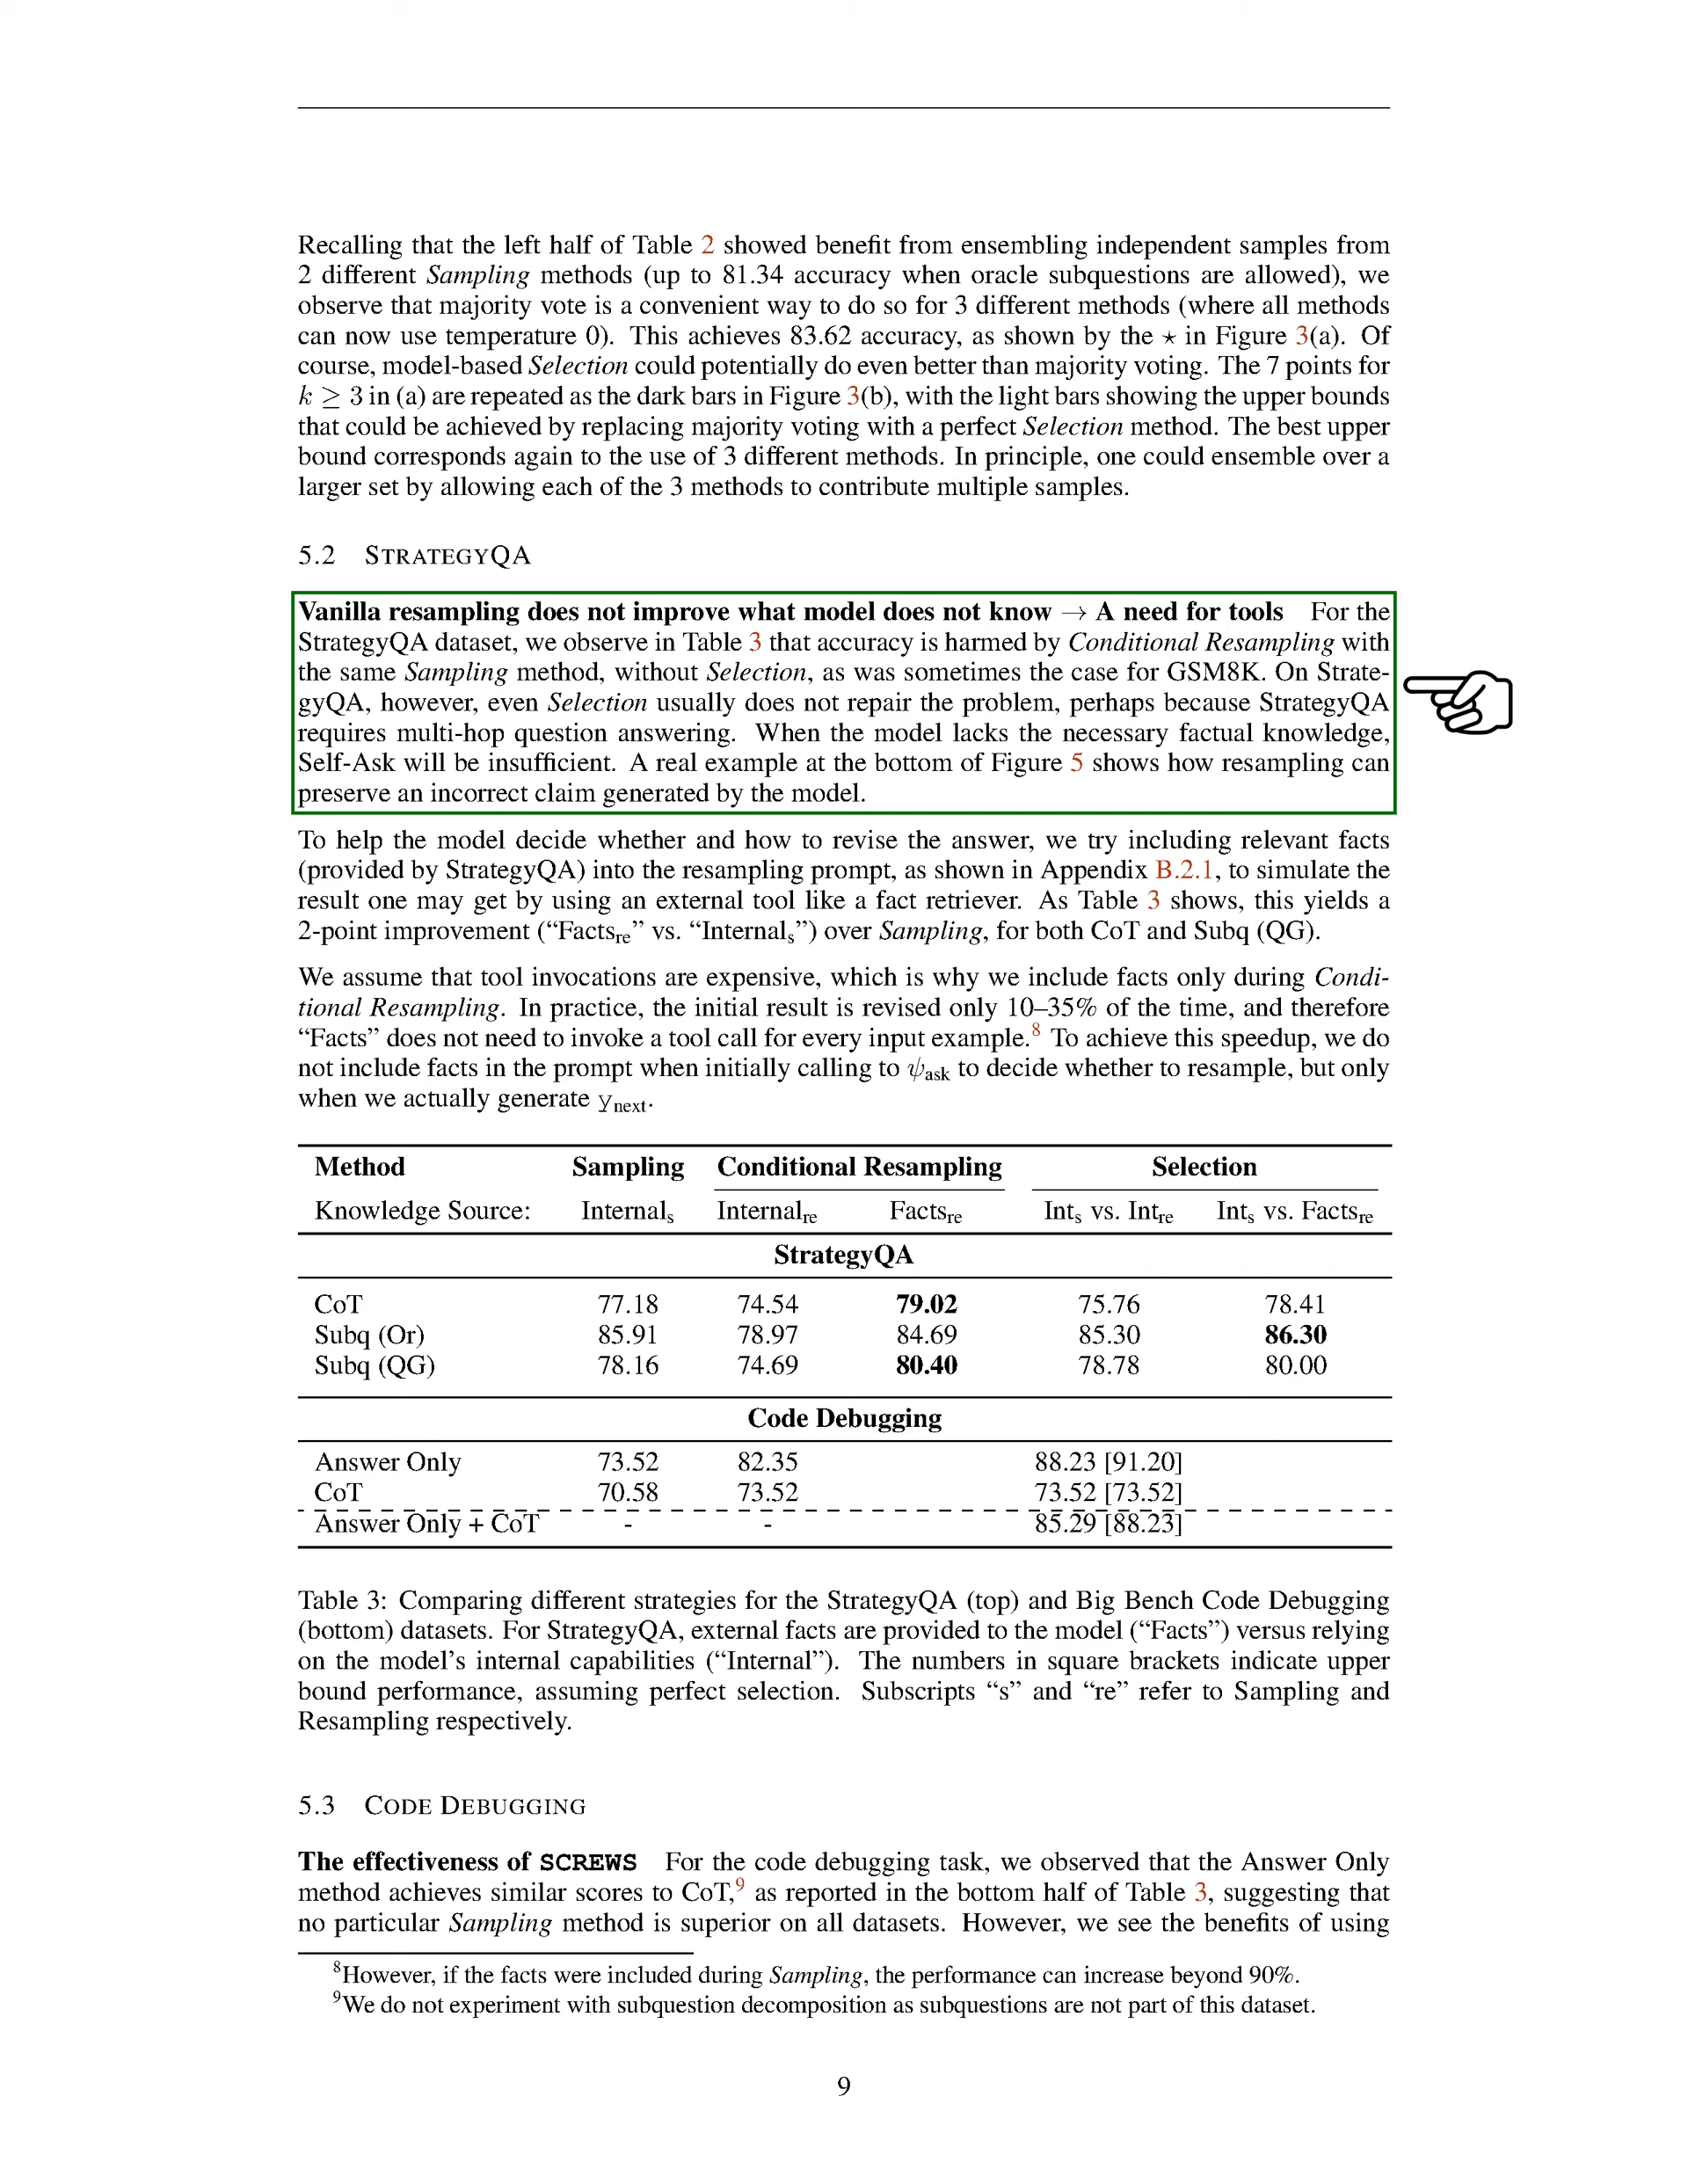 Recalling that the left half of Table 2 showed benefit from ensembling independent samples from
2 different Sampling methods (up to 81.34 accuracy when oracle subquestions are allowed), we
observe that majority vote is a convenient way to do so for 3 different methods (where all methods
can now use temperature 0). This achieves 83.62 accuracy, as shown by the ⋆ in Figure 3(a). Of
course, model-based Selection could potentially do even better than majority voting. The 7 points for
k ≥ 3 in (a) are repeated as the dark bars in Figure 3(b), with the light bars showing the upper bounds
that could be achieved by replacing majority voting with a perfect Selection method. The best upper
bound corresponds again to the use of 3 different methods. In principle, one could ensemble over a
larger set by allowing each of the 3 methods to contribute multiple samples.
5.2 STRATEGYQA
Vanilla resampling does not improve what model does not know → A need for tools For the
StrategyQA dataset, we observe in Table 3 that accuracy is harmed by Conditional Resampling with
the same Sampling method, without Selection, as was sometimes the case for GSM8K. On Strate-
gyQA, however, even Selection usually does not repair the problem, perhaps because StrategyQA
requires multi-hop question answering. When the model lacks the necessary factual knowledge,
Self-Ask will be insufficient. A real example at the bottom of Figure 5 shows how resampling can
preserve an incorrect claim generated by the model.
To help the model decide whether and how to revise the answer, we try including relevant facts
(provided by StrategyQA) into the resampling prompt, as shown in Appendix B.2.1, to simulate the
result one may get by using an external tool like a fact retriever. As Table 3 shows, this yields a
2-point improvement (“Facts_re” vs. “Internal_s”) over Sampling, for both CoT and Subq (QG).
We assume that tool invocations are expensive, which is why we include facts only during Condi-
tional Resampling. In practice, the initial result is revised only 10–35% of the time, and therefore
“Facts” does not need to invoke a tool call for every input example.⁸ To achieve this speedup, we do
not include facts in the prompt when initially calling to ψ_ask to decide whether to resample, but only
when we actually generate y_next.
Method Sampling Conditional Resampling Selection
Knowledge Source: Internal_s Internal_re Facts_re Int_s vs. Int_re Int_s vs. Facts_re
StrategyQA
CoT 77.18 74.54 79.02 75.76 78.41
Subq (Or) 85.91 78.97 84.69 85.30 86.30
Subq (QG) 78.16 74.69 80.40 78.78 80.00
Code Debugging
Answer Only 73.52 82.35 88.23 [91.20]
CoT 70.58 73.52 73.52 [73.52]
Answer Only + CoT - - 85.29 [88.23]
Table 3: Comparing different strategies for the StrategyQA (top) and Big Bench Code Debugging
(bottom) datasets. For StrategyQA, external facts are provided to the model (“Facts”) versus relying
on the model’s internal capabilities (“Internal”). The numbers in square brackets indicate upper
bound performance, assuming perfect selection. Subscripts “s” and “re” refer to Sampling and
Resampling respectively.
5.3 CODE DEBUGGING
The effectiveness of SCREWS For the code debugging task, we observed that the Answer Only
method achieves similar scores to CoT,⁹ as reported in the bottom half of Table 3, suggesting that
no particular Sampling method is superior on all datasets. However, we see the benefits of using
⁸However, if the facts were included during Sampling, the performance can increase beyond 90%.
⁹We do not experiment with subquestion decomposition as subquestions are not part of this dataset.
9